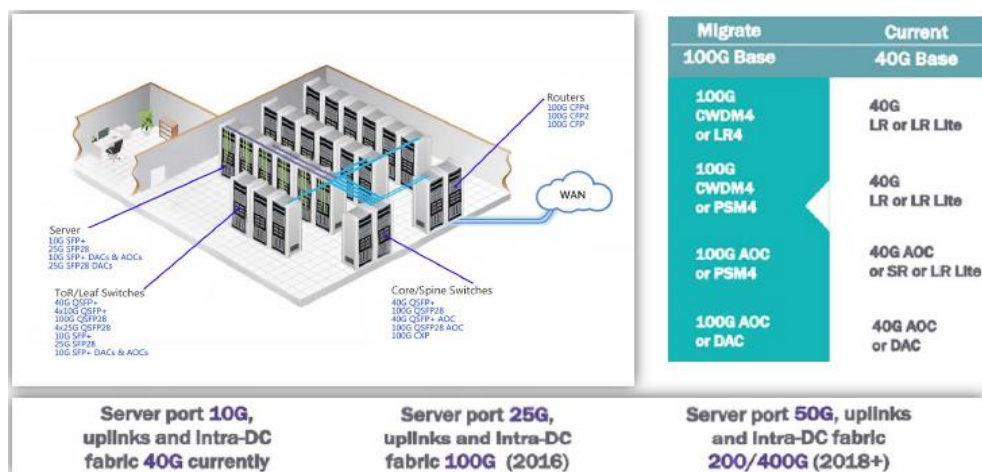 Routers
100G CFP4
100G CFP2
100G CFP
WAN
Server
10G SFP+
25G SFP28
10G SFP+ DACs & AOCs
25G SFP28 DACs
ToR/Leaf Switches
40G QSFP+
4x10G QSFP+
100G QSFP28
4x25G QSFP28
10G SFP+
25G SFP28
10G SFP+ DACs & AOCs
Core/Spine Switches
40G QSFP+
100G QSFP28
40G QSFP+ AOC
100G QSFP28 AOC
100G CXP
Migrate Current
100G Base 40G Base
100G
CWDM4
or LR4
40G
LR or LR Lite
100G
CWDM4
or PSM4
40G
LR or LR Lite
100G AOC
or PSM4
40G AOC
or SR or LR Lite
100G AOC
or DAC
40G AOC
or DAC
Server port 10G,
uplinks and Intra-DC
fabric 40G currently
Server port 25G,
uplinks and Intra-DC
fabric 100G (2016)
Server port 50G, uplinks
and Intra-DC fabric
200/400G (2018+)